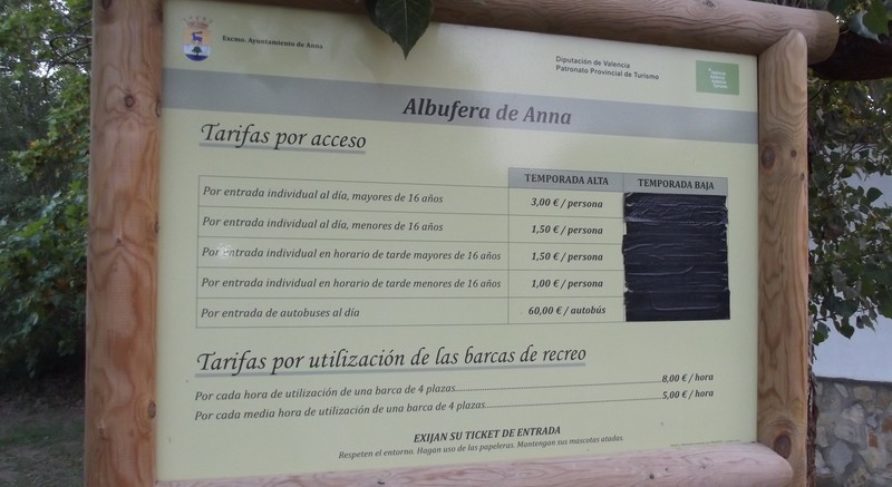 Excmo. Ayuntamiento de Anna
Diputación de Valencia
Patronato Provincial de Turismo
Albufera de Anna
Tarifas por acceso
TEMPORADA ALTA TEMPORADA BAJA
Por entrada individual al día, mayores de 16 años 3,00 € / persona
Por entrada individual al día, menores de 16 años 1,50 € / persona
Por entrada individual en horario de tarde mayores de 16 años 1,50 € / persona
Por entrada individual en horario de tarde menores de 16 años 1,00 € / persona
Por entrada de autobuses al día 60,00 € / autobús
Tarifas por utilización de las barcas de recreo
Por cada hora de utilización de una barca de 4 plazas 8,00 € / hora
Por cada media hora de utilización de una barca de 4 plazas 5,00 € / hora
EXIJAN SU TICKET DE ENTRADA
Respeten el entorno. Hagan uso de las papeleras. Mantengan sus mascotas atadas.